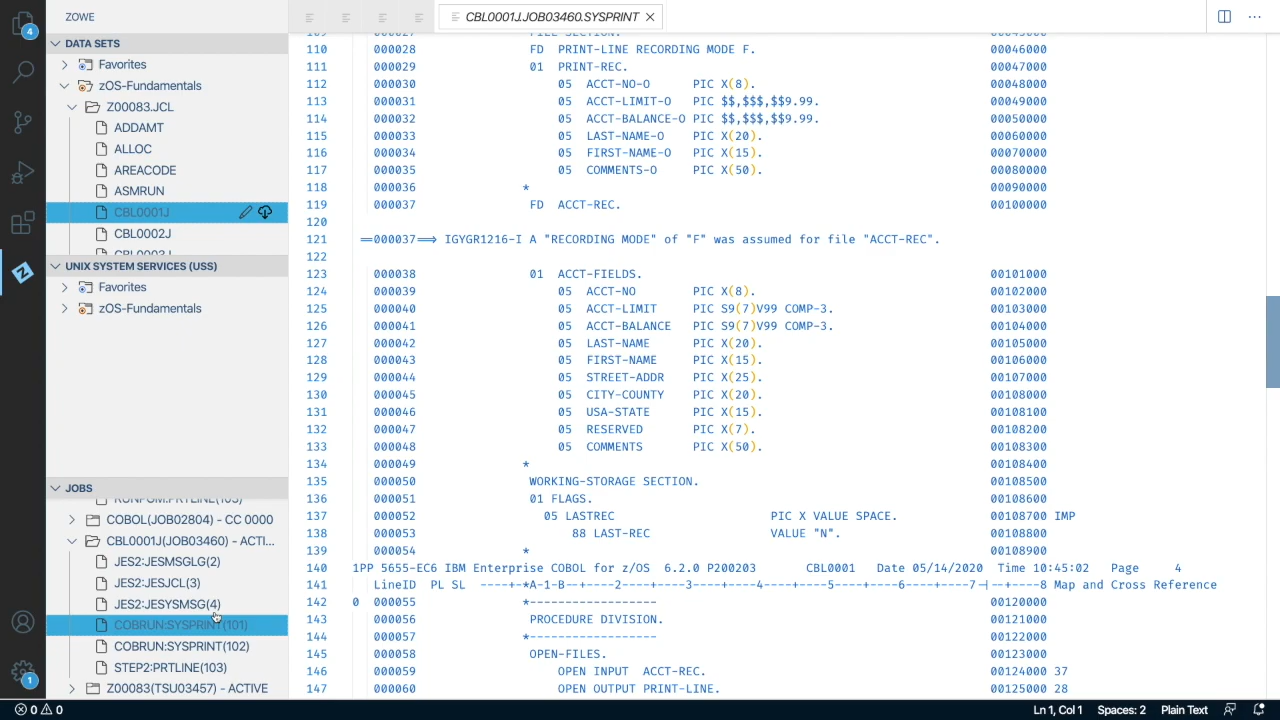 ZOWE
CBL0001J.JOB03460.SYSPRINT
4
DATA SETS
Favorites
zOS-Fundamentals
Z00083.JCL
ADDAMT
ALLOC
AREACODE
ASMRUN
CBL0001J
CBL0002J
CBL0003J
UNIX SYSTEM SERVICES (USS)
Favorites
zOS-Fundamentals
JOBS
COBOL(JOB02804) - CC 0000
CBL0001J(JOB03460) - ACTI...
JES2:JESMSGLG(2)
JES2:JESJCL(3)
JES2:JESYSMSG(4)
COBRUN:SYSPRINT(101)
COBRUN:SYSPRINT(102)
STEP2:PRTLINE(103)
Z00083(TSU03457) - ACTIVE
1
109 000027 FILE SECTION. 00045000
110 000028 FD PRINT-LINE RECORDING MODE F. 00046000
111 000029 01 PRINT-REC. 00047000
112 000030 05 ACCT-NO-O PIC X(8). 00048000
113 000031 05 ACCT-LIMIT-O PIC $$,$$$,$$9.99. 00049000
114 000032 05 ACCT-BALANCE-O PIC $$,$$$,$$9.99. 00050000
115 000033 05 LAST-NAME-O PIC X(20). 00060000
116 000034 05 FIRST-NAME-O PIC X(15). 00070000
117 000035 05 COMMENTS-O PIC X(50). 00080000
118 000036 * 00090000
119 000037 FD ACCT-REC. 00100000
120
121 ==000037==> IGYGR1216-I A "RECORDING MODE" of "F" was assumed for file "ACCT-REC".
122
123 000038 01 ACCT-FIELDS. 00101000
124 000039 05 ACCT-NO PIC X(8). 00102000
125 000040 05 ACCT-LIMIT PIC S9(7)V99 COMP-3. 00103000
126 000041 05 ACCT-BALANCE PIC S9(7)V99 COMP-3. 00104000
127 000042 05 LAST-NAME PIC X(20). 00105000
128 000043 05 FIRST-NAME PIC X(15). 00106000
129 000044 05 STREET-ADDR PIC X(25). 00107000
130 000045 05 CITY-COUNTY PIC X(20). 00108000
131 000046 05 USA-STATE PIC X(15). 00108100
132 000047 05 RESERVED PIC X(7). 00108200
133 000048 05 COMMENTS PIC X(50). 00108300
134 000049 * 00108400
135 000050 WORKING-STORAGE SECTION. 00108500
136 000051 01 FLAGS. 00108600
137 000052 05 LASTREC PIC X VALUE SPACE. 00108700 IMP
138 000053 88 LAST-REC VALUE "N". 00108800
139 000054 * 00108900
140 1PP 5655-EC6 IBM Enterprise COBOL for z/OS 6.2.0 P200203 CBL0001 Date 05/14/2020 Time 10:45:02 Page 4
141 LineID PL SL ----+-*A-1-B--+----2----+----3----+----4----+----5----+----6----+----7-|--+----8 Map and Cross Reference
142 0 000055 *------------------ 00120000
143 000056 PROCEDURE DIVISION. 00121000
144 000057 *------------------ 00122000
145 000058 OPEN-FILES. 00123000
146 000059 OPEN INPUT ACCT-REC. 00124000 37
147 000060 OPEN OUTPUT PRINT-LINE. 00125000 28
0 0
Ln 1, Col 1 Spaces: 2 Plain Text